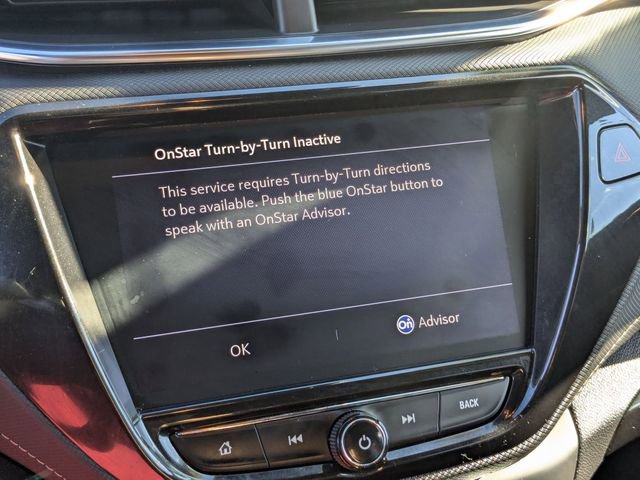 OnStar Turn-by-Turn Inactive
This service requires Turn-by-Turn directions
to be available. Push the blue OnStar button to
speak with an OnStar Advisor.
OK
On Advisor
BACK